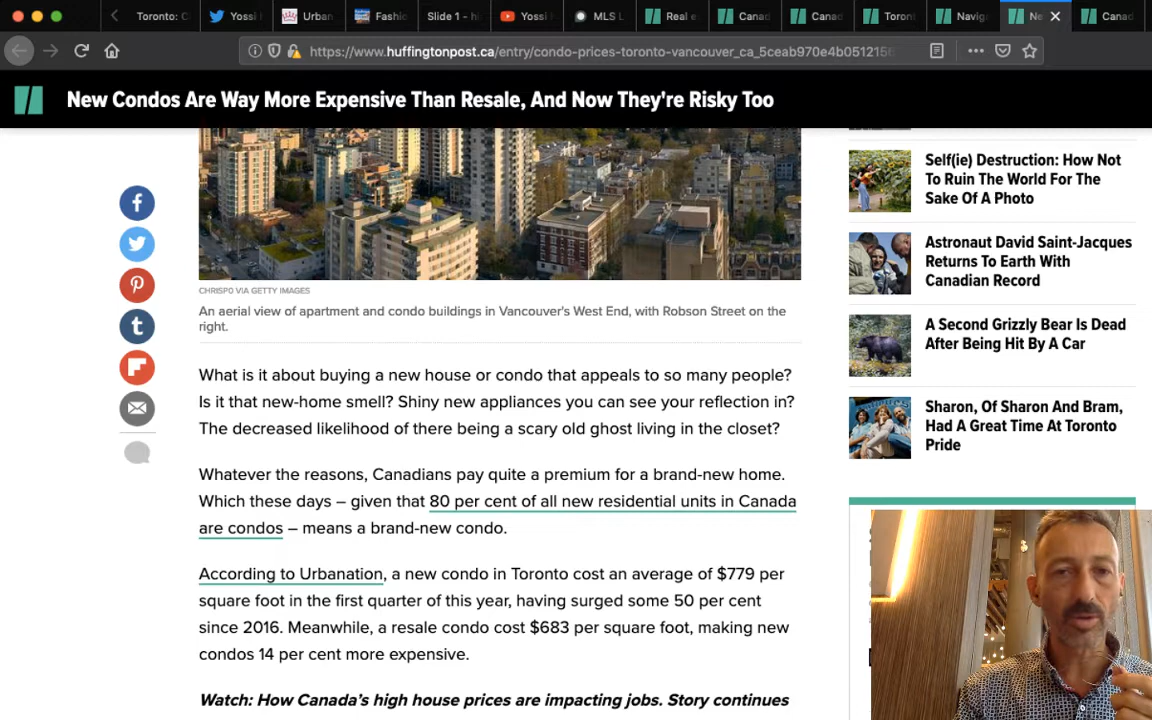 Toronto: C
Yossi
Urban
Fashio
Slide 1 - h
Yossi
MLS L
Real e
Canad
Canad
Toront
Navig
Ne
Canad
https://www.huffingtonpost.ca/entry/condo-prices-toronto-vancouver_ca_5ceab970e4b051215
New Condos Are Way More Expensive Than Resale, And Now They're Risky Too
CHRISP0 VIA GETTY IMAGES
An aerial view of apartment and condo buildings in Vancouver's West End, with Robson Street on the
right.
What is it about buying a new house or condo that appeals to so many people?
Is it that new-home smell? Shiny new appliances you can see your reflection in?
The decreased likelihood of there being a scary old ghost living in the closet?
Whatever the reasons, Canadians pay quite a premium for a brand-new home.
Which these days – given that 80 per cent of all new residential units in Canada
are condos – means a brand-new condo.
According to Urbanation, a new condo in Toronto cost an average of $779 per
square foot in the first quarter of this year, having surged some 50 per cent
since 2016. Meanwhile, a resale condo cost $683 per square foot, making new
condos 14 per cent more expensive.
Watch: How Canada's high house prices are impacting jobs. Story continues
Self(ie) Destruction: How Not
To Ruin The World For The
Sake Of A Photo
Astronaut David Saint-Jacques
Returns To Earth With
Canadian Record
A Second Grizzly Bear Is Dead
After Being Hit By A Car
Sharon, Of Sharon And Bram,
Had A Great Time At Toronto
Pride